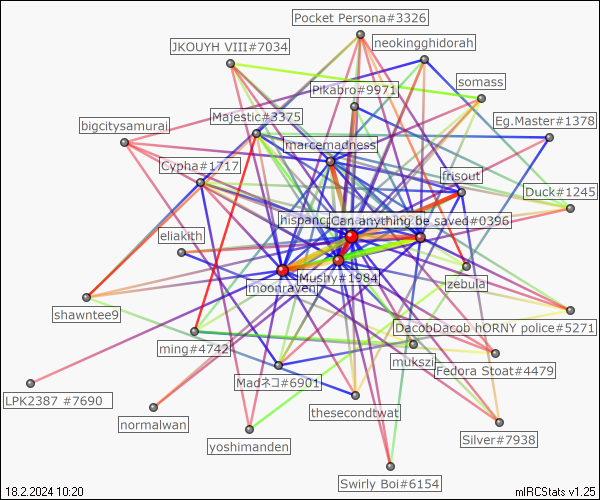 Pocket Persona#3326
neokingghidorah
JKOUYH VIII#7034
somass
Pikabro#9971
Majestic#3375
Eg.Master#1378
bigcitysamurai
marcemadness
Cypha#1717
frisout
Duck#1245
Can anything be saved#0396
eliakith
Mushy#1984
zebula
moonraven
shawntee9
DacobDacob hORNY police#5271
ming#4742
mukszi
Fedora Stoat#4479
Madネコ#6901
LPK2387 #7690
thesecondtwat
normalwan
Silver#7938
yoshimanden
Swirly Boi#6154
18.2.2024 10:20
mIRCStats v1.25